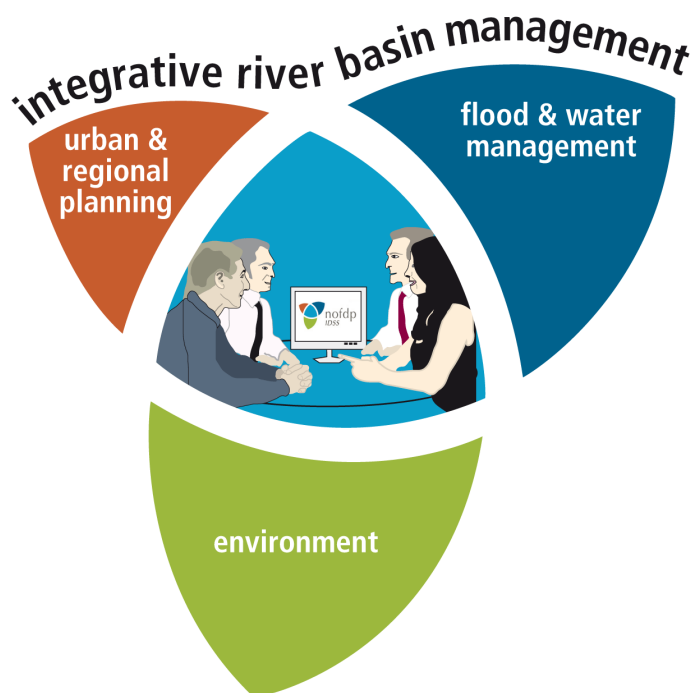 integrative river basin management
urban &
regional
planning
flood & water
management
nofdp
IDSS
environment